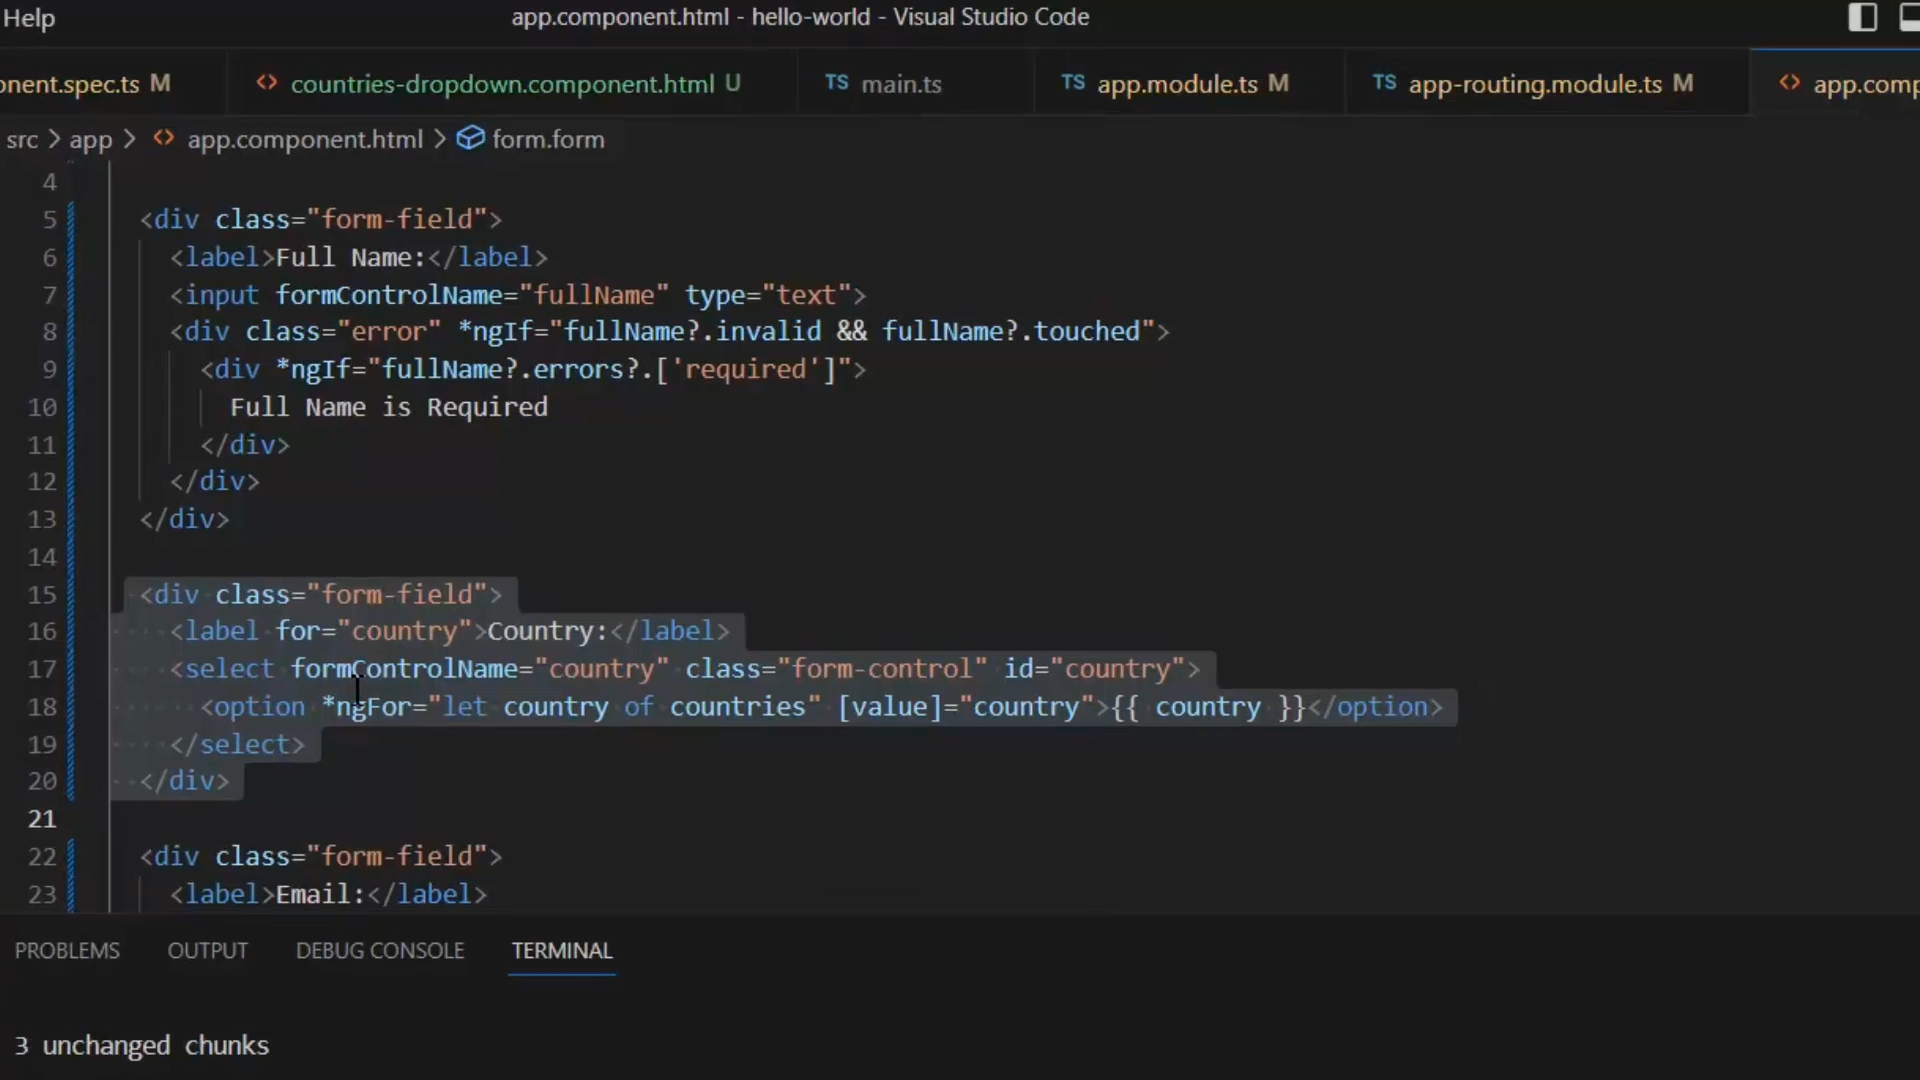 Help app.component.html - hello-world - Visual Studio Code
onent.spec.ts M <> countries-dropdown.component.html U TS main.ts TS app.module.ts M TS app-routing.module.ts M <> app.comp
src > app > <> app.component.html > form.form
4
5 <div class="form-field">
6 <label>Full Name:</label>
7 <input formControlName="fullName" type="text">
8 <div class="error" *ngIf="fullName?.invalid && fullName?.touched">
9 <div *ngIf="fullName?.errors?.['required']">
10 Full Name is Required
11 </div>
12 </div>
13 </div>
14
15 <div class="form-field">
16 <label for="country">Country:</label>
17 <select formControlName="country" class="form-control" id="country">
18 <option *ngFor="let country of countries" [value]="country">{{ country }}</option>
19 </select>
20 </div>
21
22 <div class="form-field">
23 <label>Email:</label>
PROBLEMS OUTPUT DEBUG CONSOLE TERMINAL
3 unchanged chunks